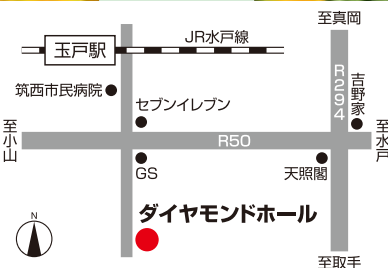 至真岡
JR水戸線
玉戸駅
R294
吉野家
筑西市民病院
セブンイレブン
至小山
R50
至水戸
GS
天照閣
ダイヤモンドホール
N
至取手